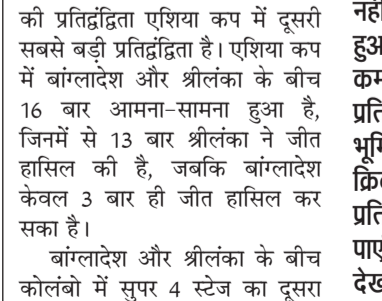 की प्रतिद्वंद्विता एशिया कप में दूसरी
सबसे बड़ी प्रतिद्वंद्विता है। एशिया कप
में बांग्लादेश और श्रीलंका के बीच
16 बार आमना-सामना हुआ है,
जिनमें से 13 बार श्रीलंका ने जीत
हासिल की है, जबकि बांग्लादेश
केवल 3 बार ही जीत हासिल कर
सका है।
बांग्लादेश और श्रीलंका के बीच
कोलंबो में सुपर 4 स्टेज का दूसरा
नहीं
हुआ
प्रति
भूमि
क्रिक
प्रति
पाएं
देख